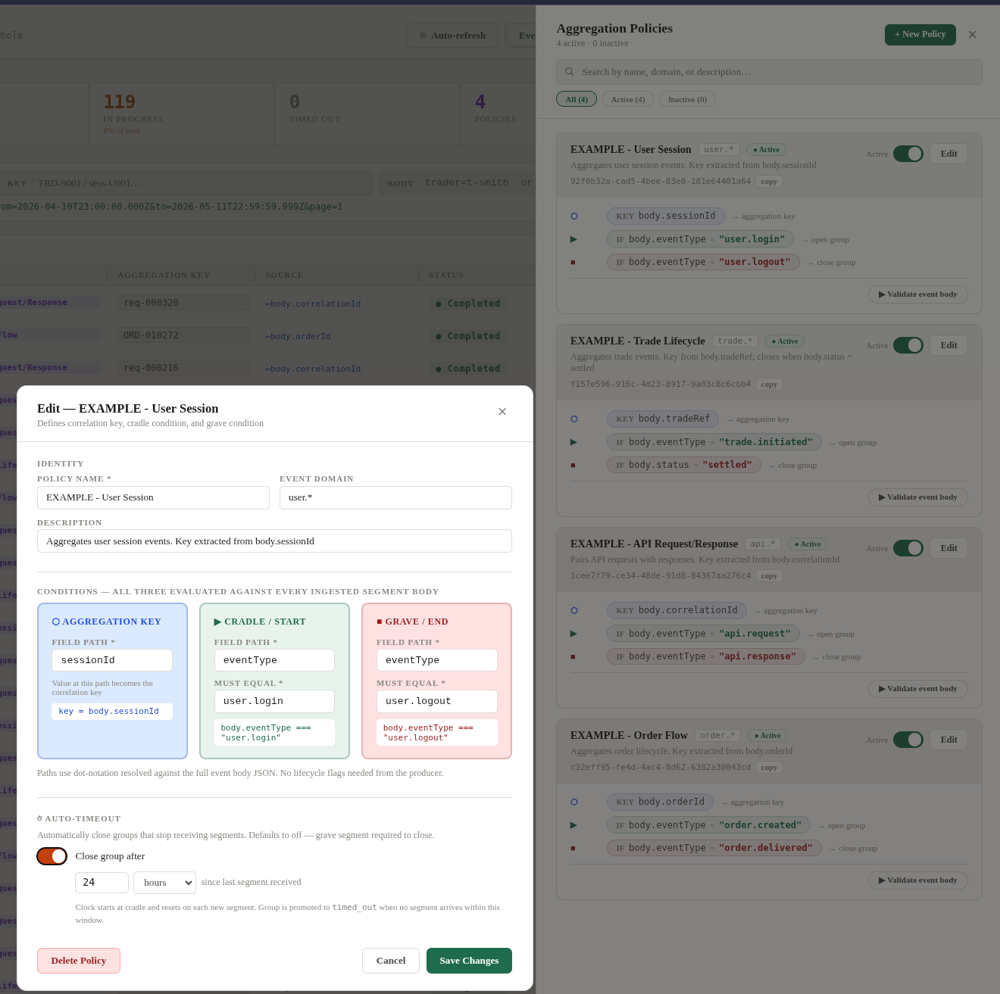 whole
Auto-refresh
119
IN PROGRESS
8% of total
0
TIMED OUT
4
POLICIES
KEY TRD-9001 / sess-U001…
BODY trader=t-smith or
om=2026-04-10T23:00:00.000Z&to=2026-05-11T22:59:59.999Z&page=1
AGGREGATION KEY SOURCE STATUS
quest/Response req-000320 ←body.correlationId ● Completed
Flow ORD-010272 ←body.orderId ● Completed
quest/Response req-000216 ←body.correlationId ● Completed
Edit — EXAMPLE - User Session ×
Defines correlation key, cradle condition, and grave condition
IDENTITY
POLICY NAME * EVENT DOMAIN
EXAMPLE - User Session user.*
DESCRIPTION
Aggregates user session events. Key extracted from body.sessionId
CONDITIONS — ALL THREE EVALUATED AGAINST EVERY INGESTED SEGMENT BODY
⬡ AGGREGATION KEY
FIELD PATH *
sessionId
Value at this path becomes the
correlation key
key = body.sessionId
▶ CRADLE / START
FIELD PATH *
eventType
MUST EQUAL *
user.login
body.eventType ===
"user.login"
■ GRAVE / END
FIELD PATH *
eventType
MUST EQUAL *
user.logout
body.eventType ===
"user.logout"
Paths use dot-notation resolved against the full event body JSON. No lifecycle flags needed from the producer.
⏱ AUTO-TIMEOUT
Automatically close groups that stop receiving segments. Defaults to off — grave segment required to close.
Close group after
24 hours since last segment received
Clock starts at cradle and resets on each new segment. Group is promoted to timed_out when no segment arrives within this
window.
Delete Policy Cancel Save Changes
Aggregation Policies + New Policy ×
4 active · 0 inactive
Search by name, domain, or description…
All (4) Active (4) Inactive (0)
EXAMPLE - User Session user.* ● Active Active Edit
Aggregates user session events. Key extracted from body.sessionId
92f0b32a-cad5-4bee-83e0-181e64401a64 copy
⬡ KEY body.sessionId → aggregation key
▶ IF body.eventType = "user.login" → open group
■ IF body.eventType = "user.logout" → close group
▶ Validate event body
EXAMPLE - Trade Lifecycle trade.* ● Active Active Edit
Aggregates trade events. Key from body.tradeRef; closes when body.status =
settled
f157e596-916c-4d23-8917-9a03c8c6cbb4 copy
⬡ KEY body.tradeRef → aggregation key
▶ IF body.eventType = "trade.initiated" → open group
■ IF body.status = "settled" → close group
▶ Validate event body
EXAMPLE - API Request/Response api.* ● Active Active Edit
Pairs API requests with responses. Key extracted from body.correlationId
1cee7f79-ce34-48de-91d8-84367aa276c4 copy
⬡ KEY body.correlationId → aggregation key
▶ IF body.eventType = "api.request" → open group
■ IF body.eventType = "api.response" → close group
▶ Validate event body
EXAMPLE - Order Flow order.* ● Active Active Edit
Aggregates order lifecycle. Key extracted from body.orderId
c32eff95-fe4d-4ac4-8d62-6382a30043cd copy
⬡ KEY body.orderId → aggregation key
▶ IF body.eventType = "order.created" → open group
■ IF body.eventType = "order.delivered" → close group
▶ Validate event body